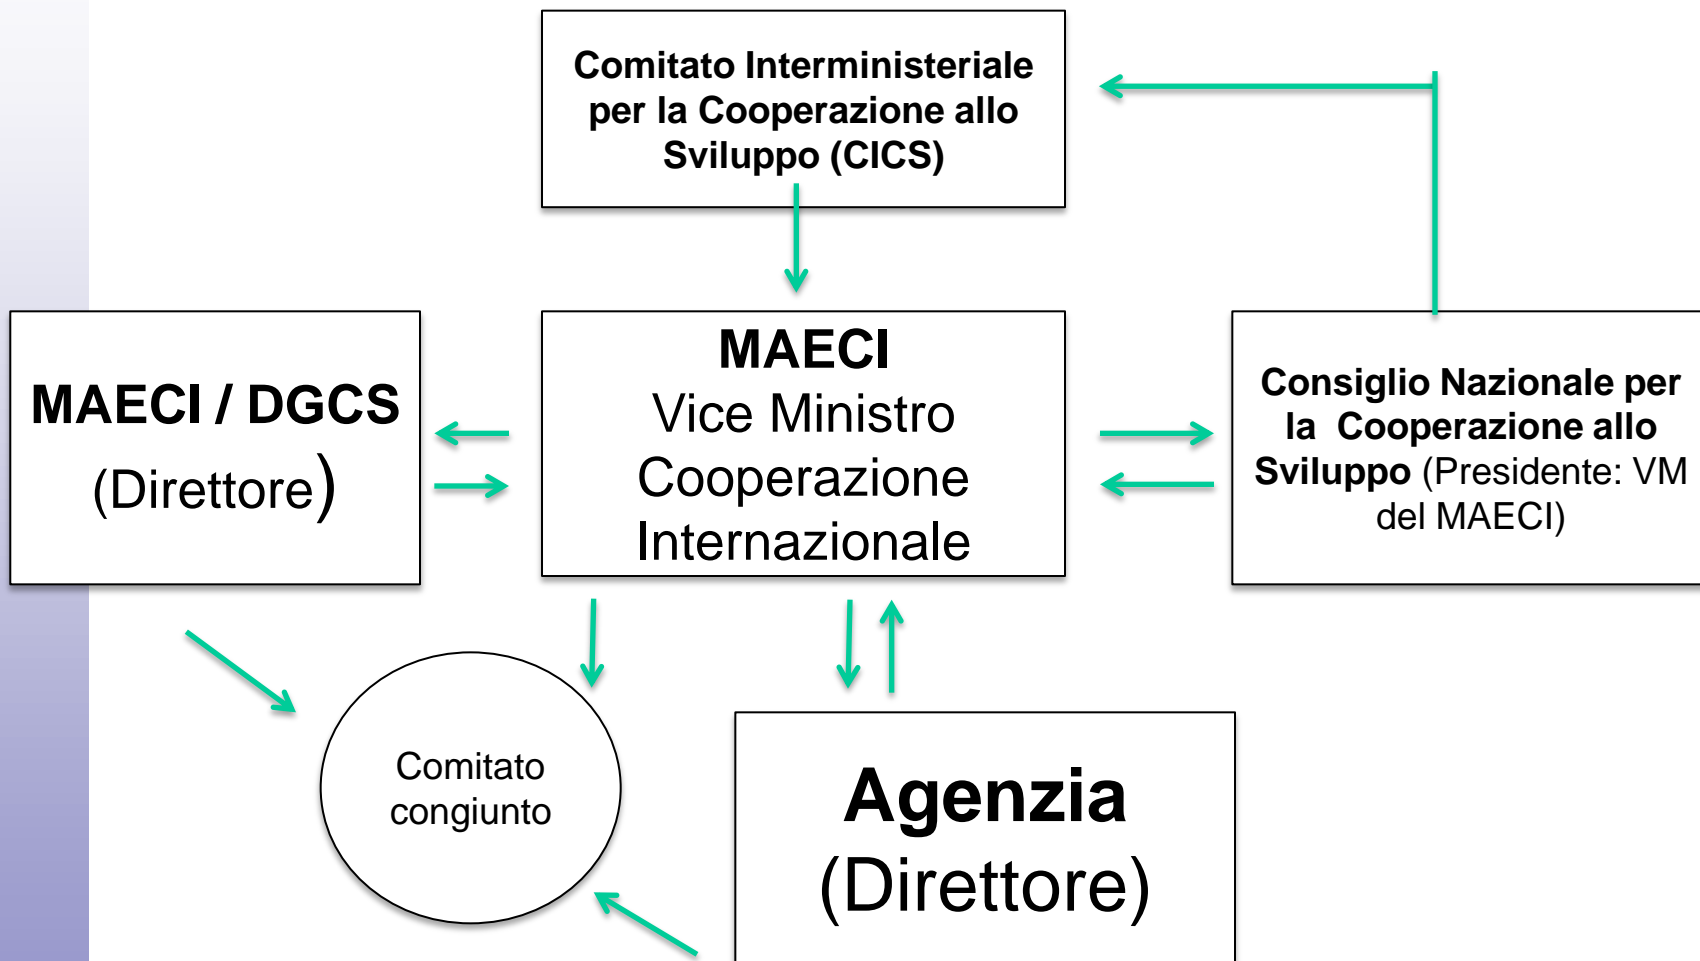 Comitato Interministeriale
per la Cooperazione allo
Sviluppo (CICS)
MAECI / DGCS
(Direttore)
MAECI
Vice Ministro
Cooperazione
Internazionale
Consiglio Nazionale per
la Cooperazione allo
Sviluppo (Presidente: VM
del MAECI)
Comitato
congiunto
Agenzia
(Direttore)